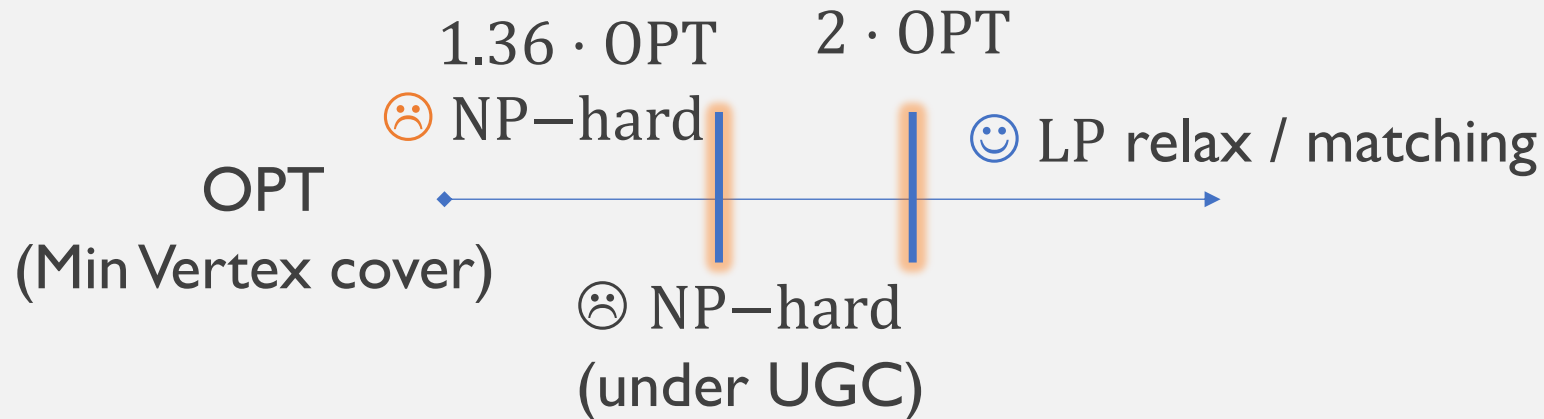 1.36 · OPT
2 · OPT
☹ NP−hard
☺ LP relax / matching
OPT
(Min Vertex cover)
☹ NP−hard
(under UGC)